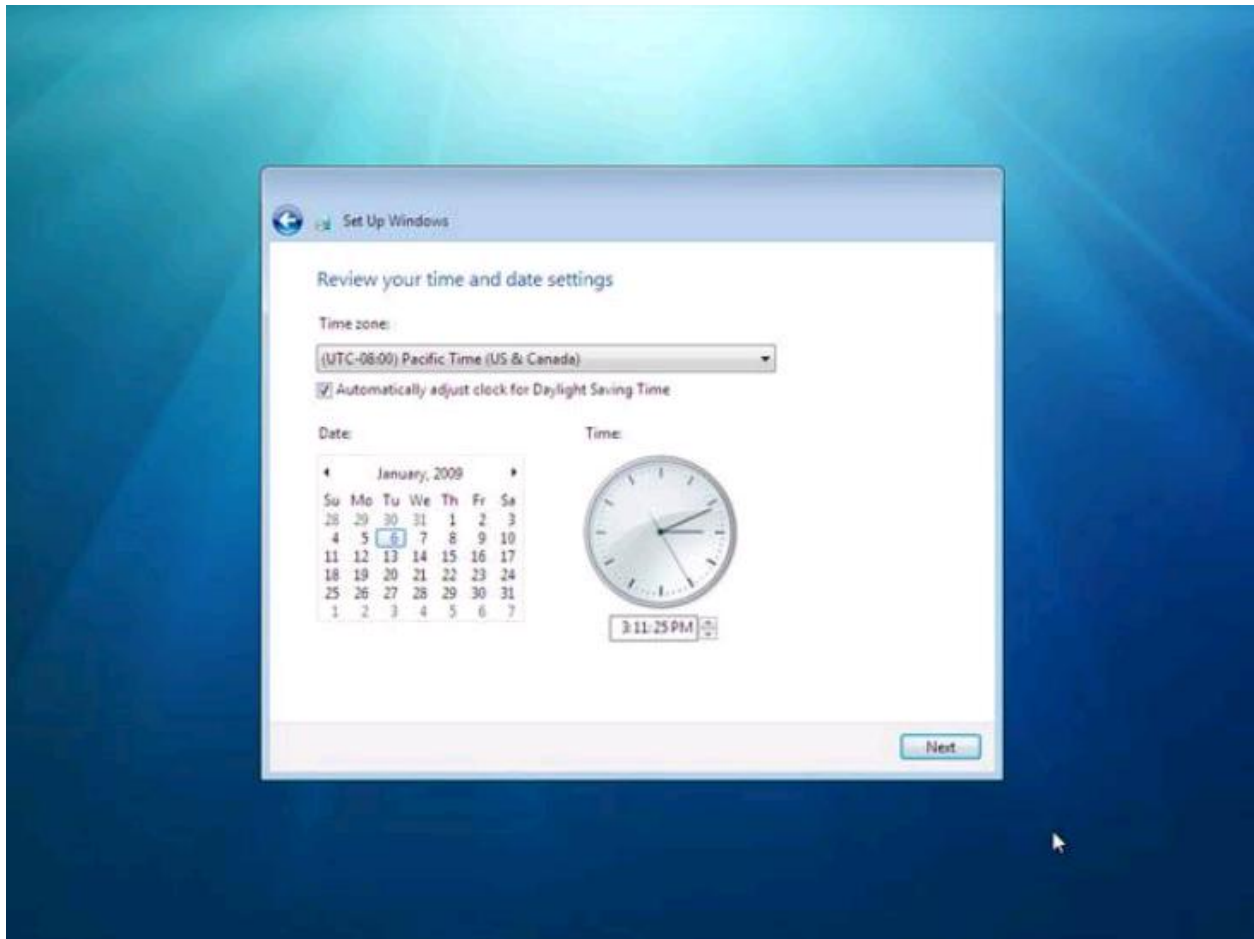 Set Up Windows
Review your time and date settings
Time zone:
(UTC-08:00) Pacific Time (US & Canada)
Automatically adjust clock for Daylight Saving Time
Date: Time:
January, 2009
Su Mo Tu We Th Fr Sa
28 29 30 31 1 2 3
4 5 6 7 8 9 10
11 12 13 14 15 16 17
18 19 20 21 22 23 24
25 26 27 28 29 30 31
1 2 3 4 5 6 7
3:11:25 PM
Next